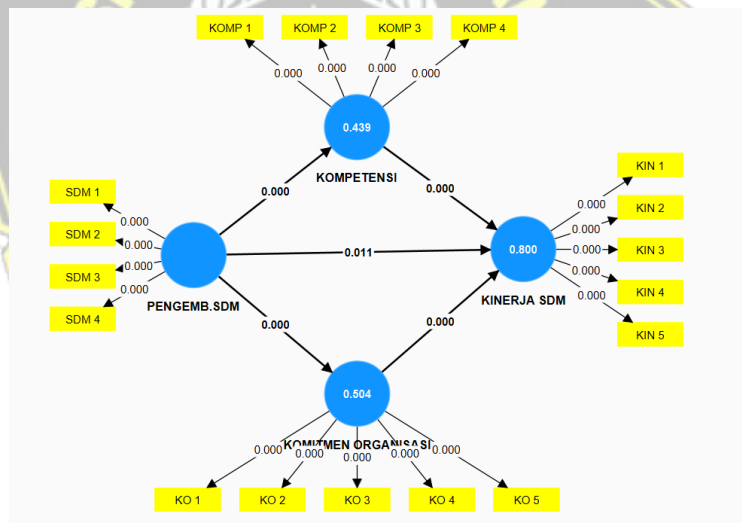 KOMP 1
KOMP 2
KOMP 3
KOMP 4
0.000
0.000
0.000
0.000
0.439
KOMPETENSI
0.000
0.000
SDM 1
SDM 2
SDM 3
SDM 4
0.000
0.000
0.000
0.000
PENGEMB.SDM
0.011
0.800
KINERJA SDM
KIN 1
KIN 2
KIN 3
KIN 4
KIN 5
0.000
0.000
0.000
0.000
0.000
0.000
0.000
0.504
KOMITMEN ORGANISASI
0.000
0.000
0.000
0.000
0.000
KO 1
KO 2
KO 3
KO 4
KO 5